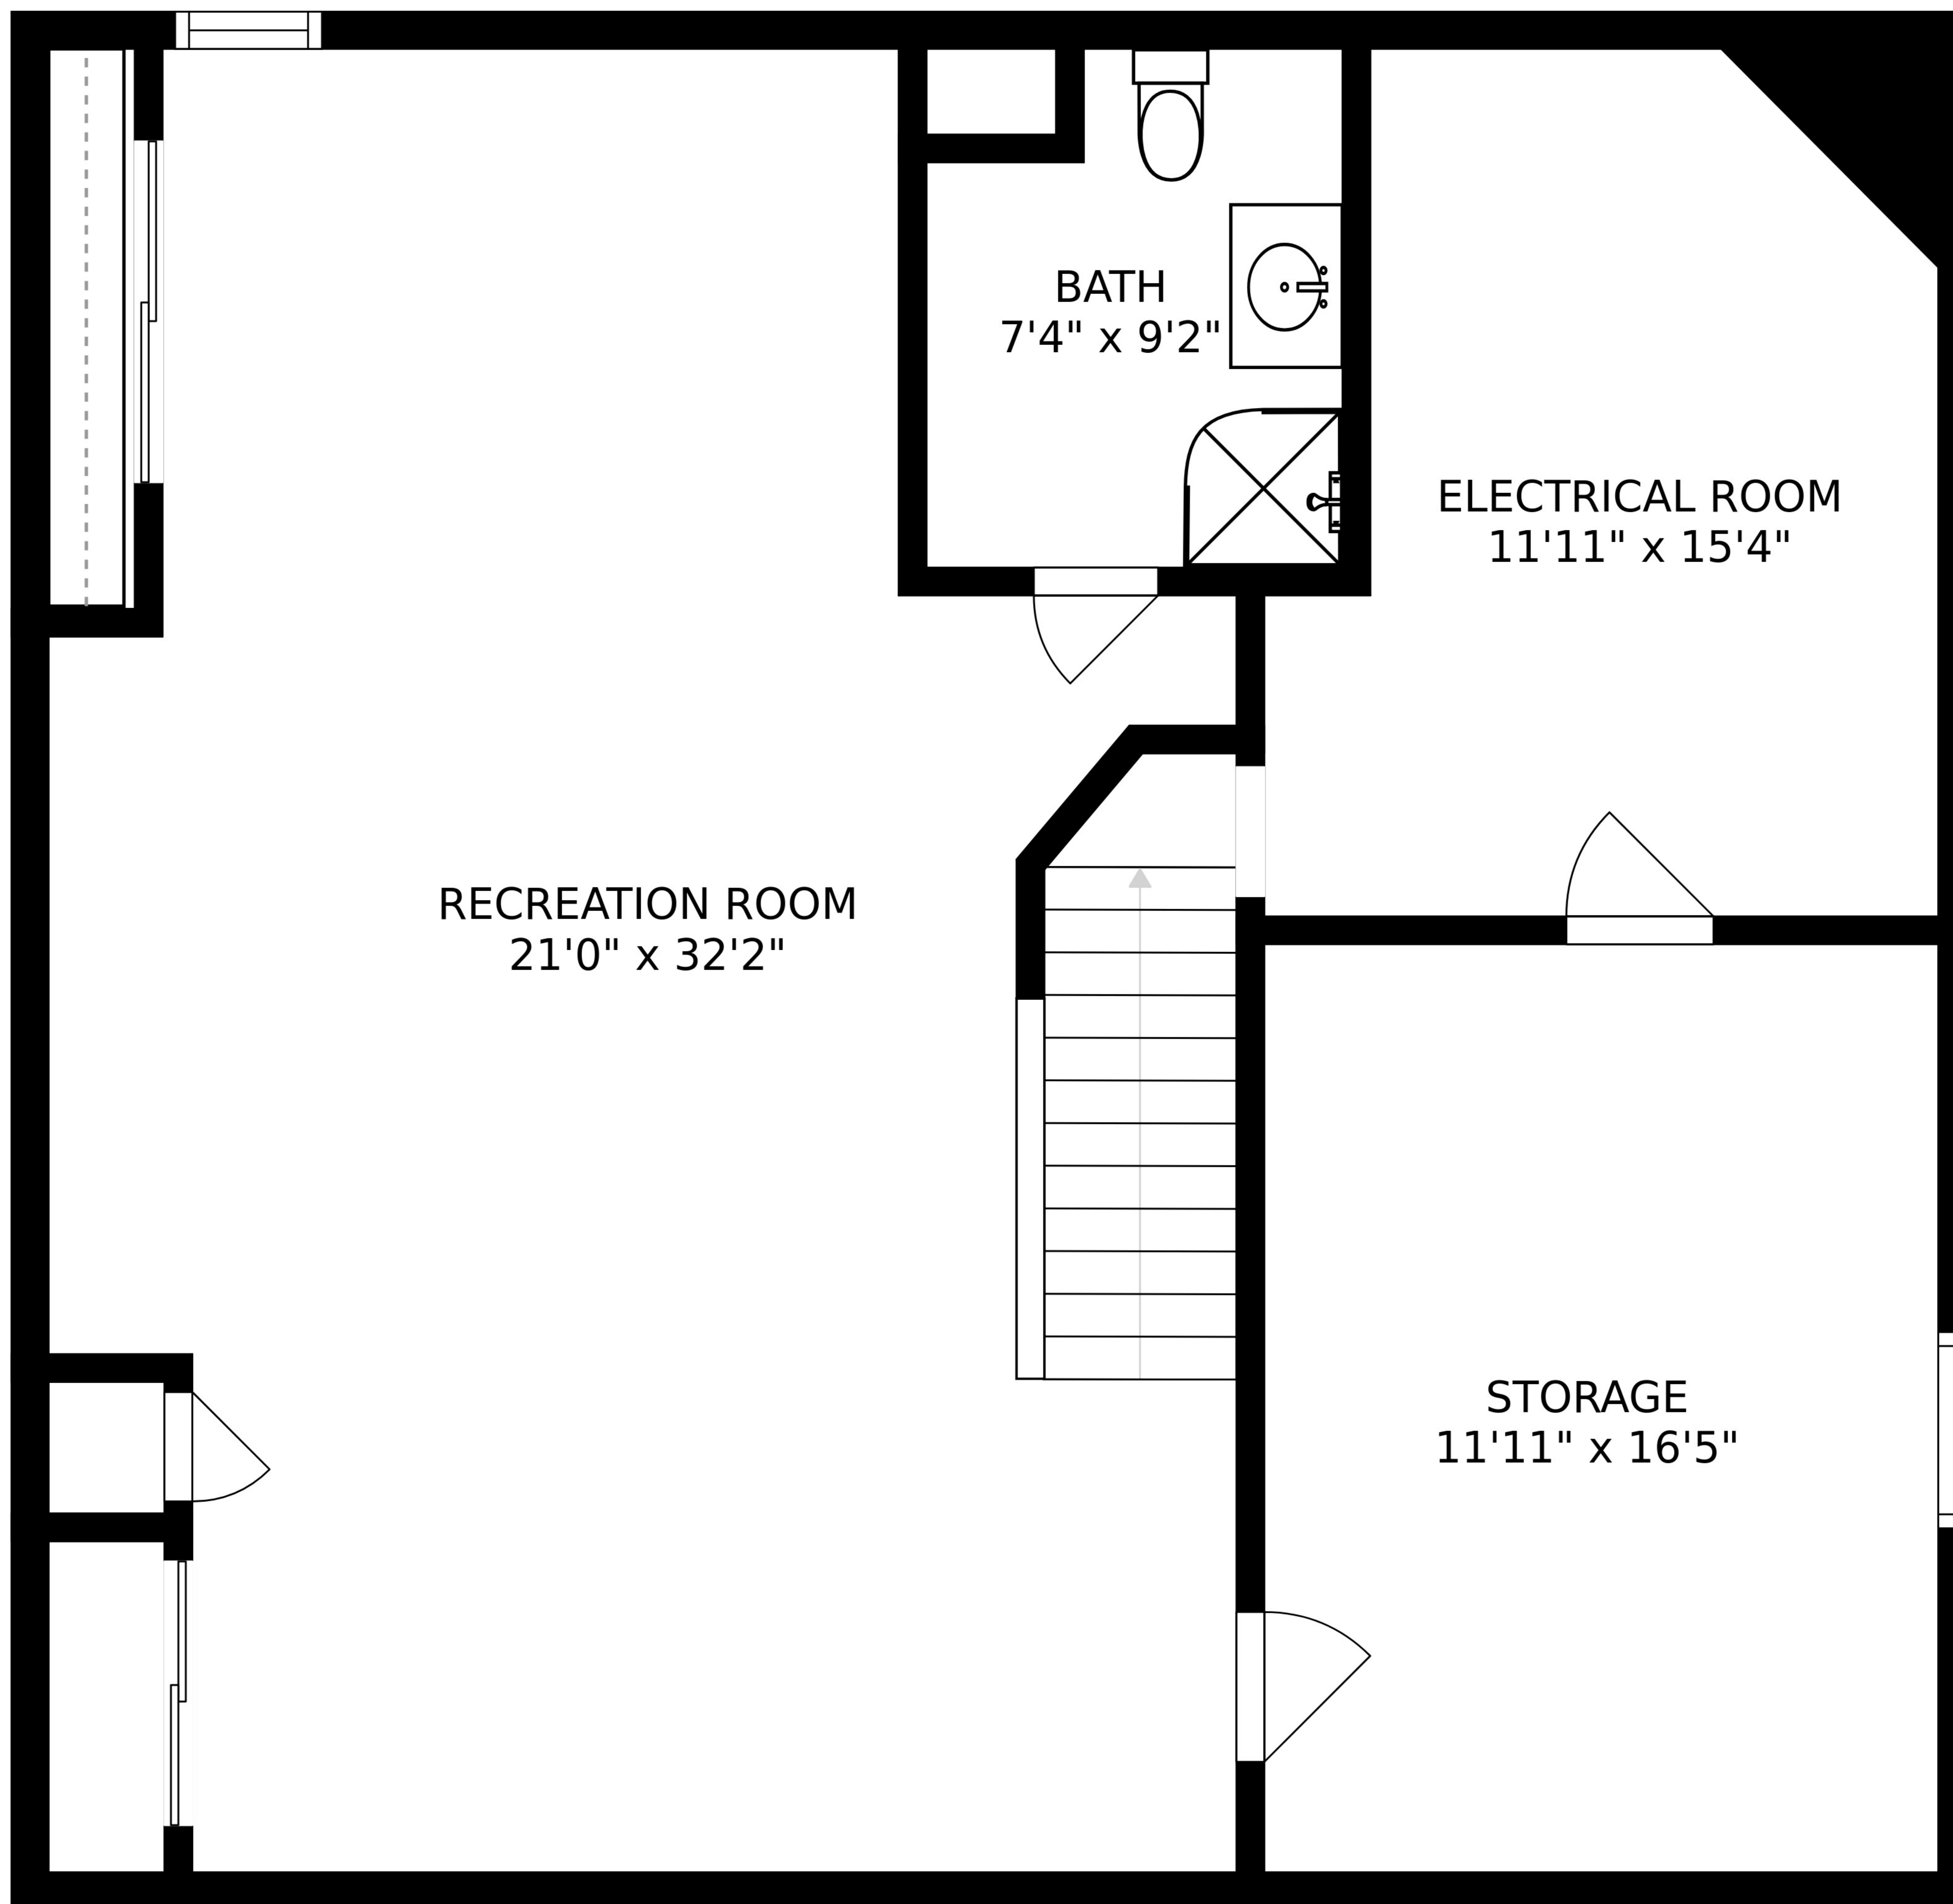 BATH
7'4" x 9'2"
ELECTRICAL ROOM
11'11" x 15'4"
RECREATION ROOM
21'0" x 32'2"
STORAGE
11'11" x 16'5"